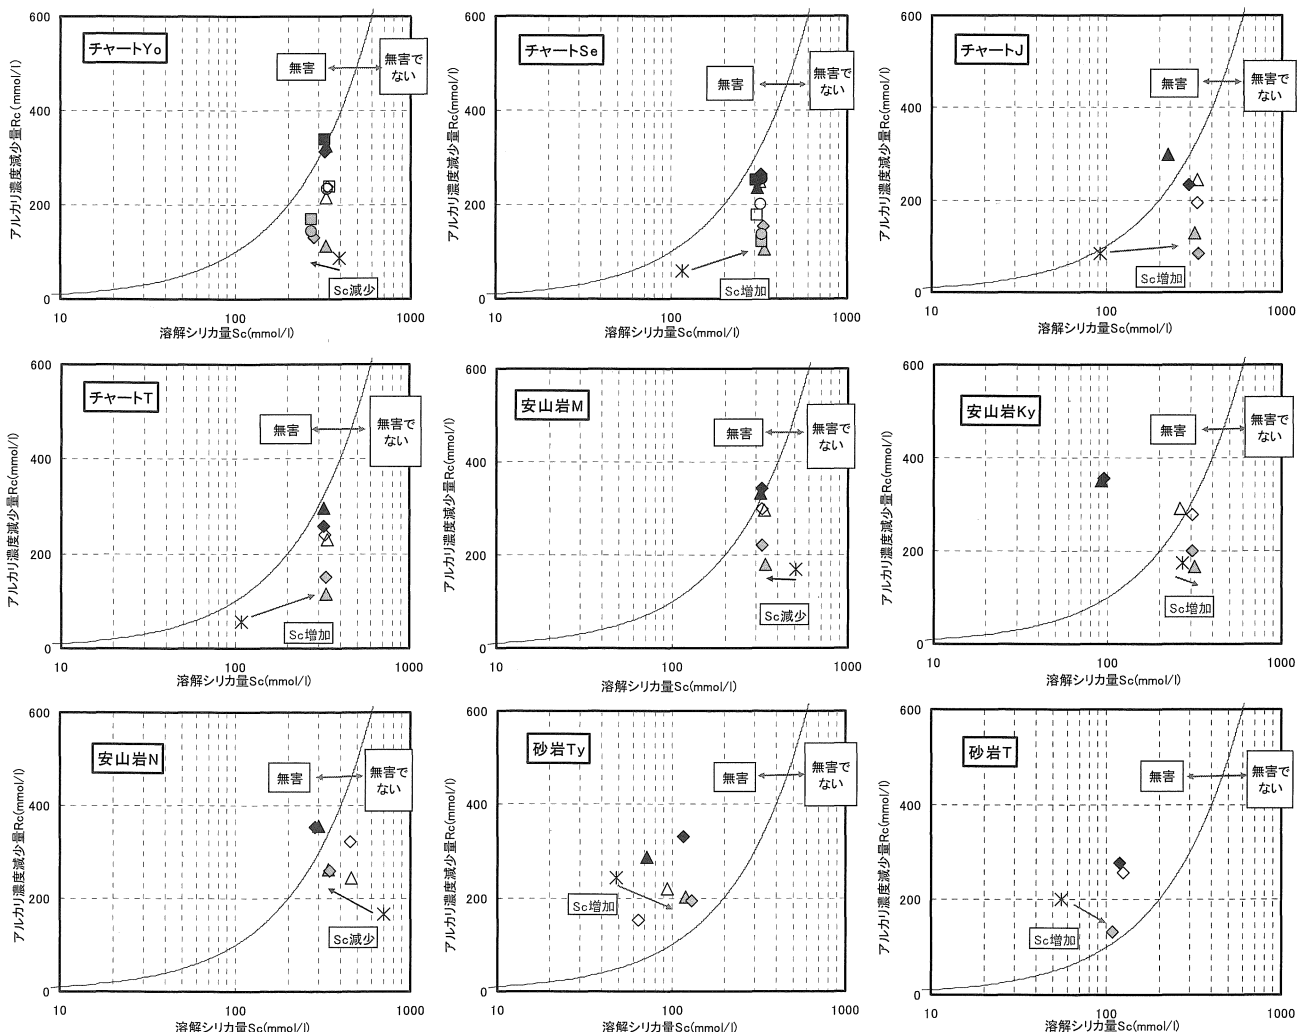 チャートYo
無害
無害で
ない
Sc減少
アルカリ濃度減少量Rc(mmol/l)
600
400
200
0
10
100
1000
溶解シリカ量Sc(mmol/l)
チャートSe
無害
無害で
ない
Sc増加
アルカリ濃度減少量Rc(mmol/l)
600
400
200
0
10
100
1000
溶解シリカ量Sc(mmol/l)
チャートJ
無害
無害で
ない
Sc増加
アルカリ濃度減少量Rc(mmol/l)
600
400
200
0
10
100
1000
溶解シリカ量Sc(mmol/l)
チャートT
無害
無害で
ない
Sc増加
アルカリ濃度減少量Rc(mmol/l)
600
400
200
0
10
100
1000
溶解シリカ量Sc(mmol/l)
安山岩M
無害
無害で
ない
Sc減少
アルカリ濃度減少量Rc(mmol/l)
600
400
200
0
10
100
1000
溶解シリカ量Sc(mmol/l)
安山岩Ky
無害
無害で
ない
Sc増加
アルカリ濃度減少量Rc(mmol/l)
600
400
200
0
10
100
1000
溶解シリカ量Sc(mmol/l)
安山岩N
無害
無害で
ない
Sc減少
アルカリ濃度減少量Rc(mmol/l)
600
400
200
0
10
100
1000
溶解シリカ量Sc(mmol/l)
砂岩Ty
無害
無害で
ない
Sc増加
アルカリ濃度減少量Rc(mmol/l)
600
400
200
0
10
100
1000
溶解シリカ量Sc(mmol/l)
砂岩T
無害
無害で
ない
Sc増加
アルカリ濃度減少量Rc(mmol/l)
600
400
200
0
10
100
1000
溶解シリカ量Sc(mmol/l)